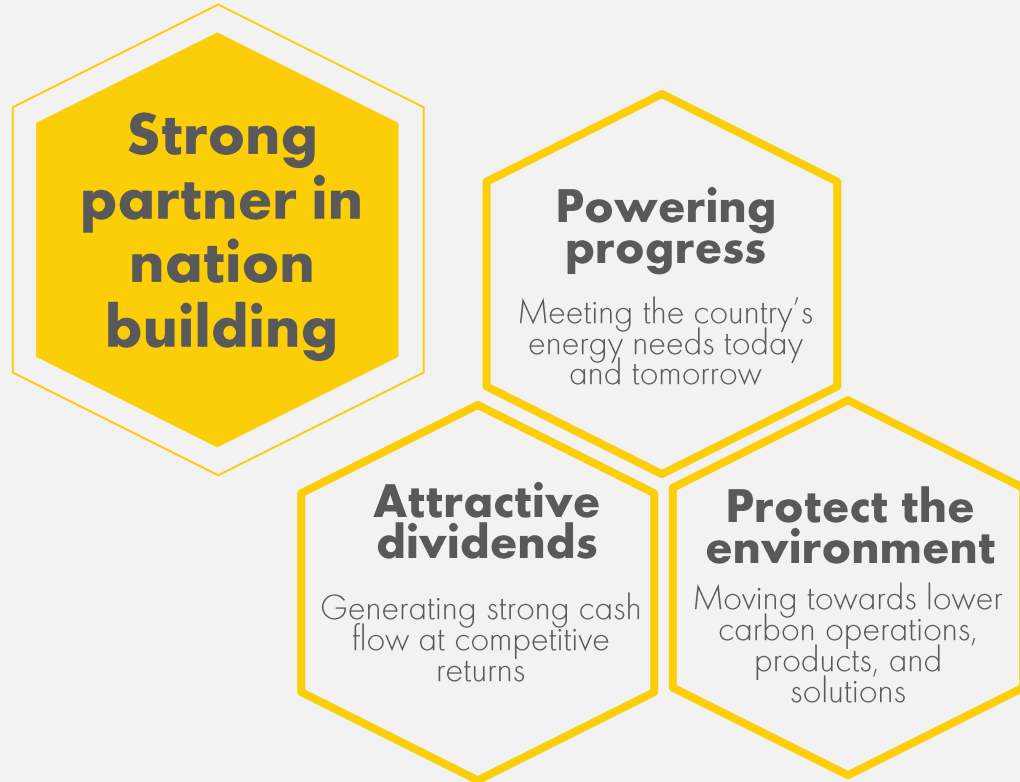 Strong
partner in
nation
building
Powering
progress
Meeting the country's
energy needs today
and tomorrow
Attractive
dividends
Generating strong cash
flow at competitive
returns
Protect the
environment
Moving towards lower
carbon operations,
products, and
solutions